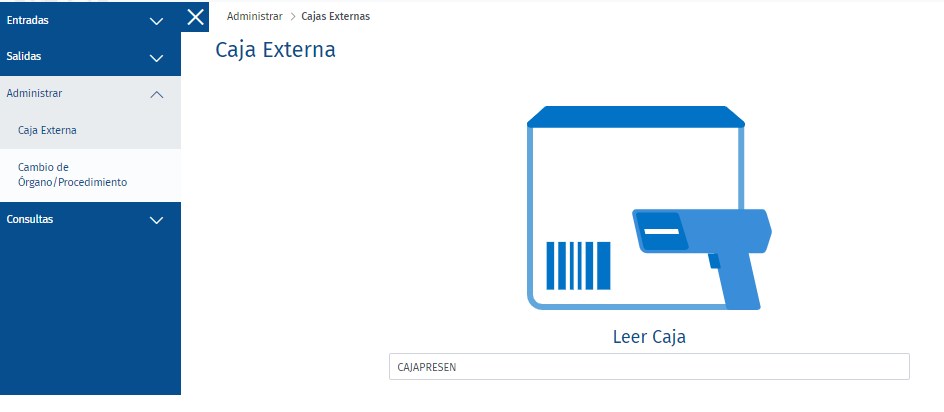 Entradas
Salidas
Administrar
Caja Externa
Cambio de
Órgano/Procedimiento
Consultas
Administrar > Cajas Externas
Caja Externa
Leer Caja
CAJAPRESEN